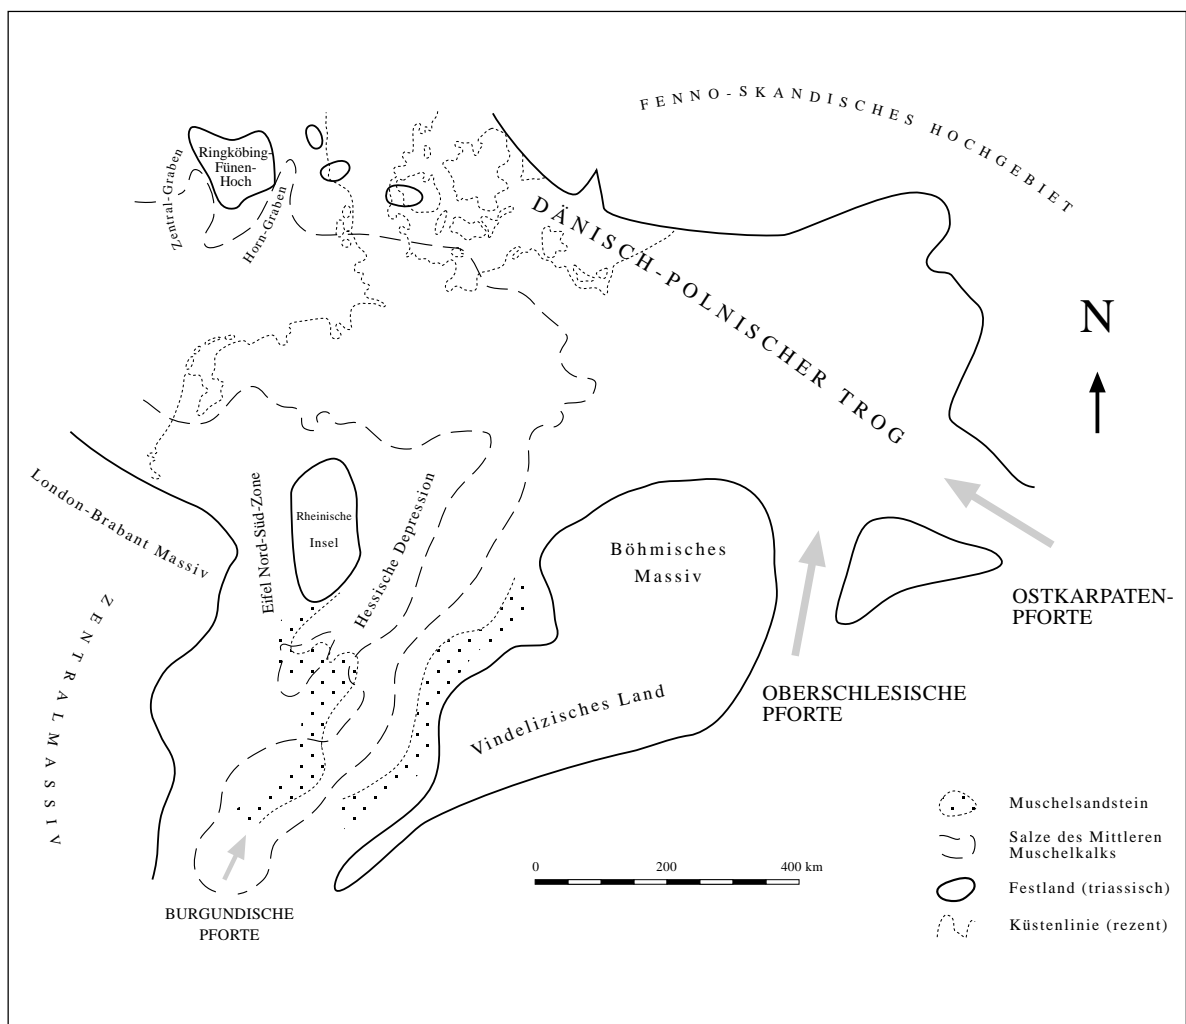 FENNO-SKANDISCHES HOCHGEBIET
Ringköbing-
Fünen-
Hoch
Zentral-Graben
Horn-Graben
DÄNISCH-POLNISCHER TROG
N
London-Brabant Massiv
Eifel Nord-Süd-Zone
Rheinische
Insel
Hessische Depression
Böhmisches
Massiv
OSTKARPATEN-
PFORTE
ZENTRALMASSIV
Vindelizisches Land
OBERSCHLESISCHE
PFORTE
BURGUNDISCHE
PFORTE
0 200 400 km
Muschelsandstein
Salze des Mittleren
Muschelkalks
Festland (triassisch)
Küstenlinie (rezent)